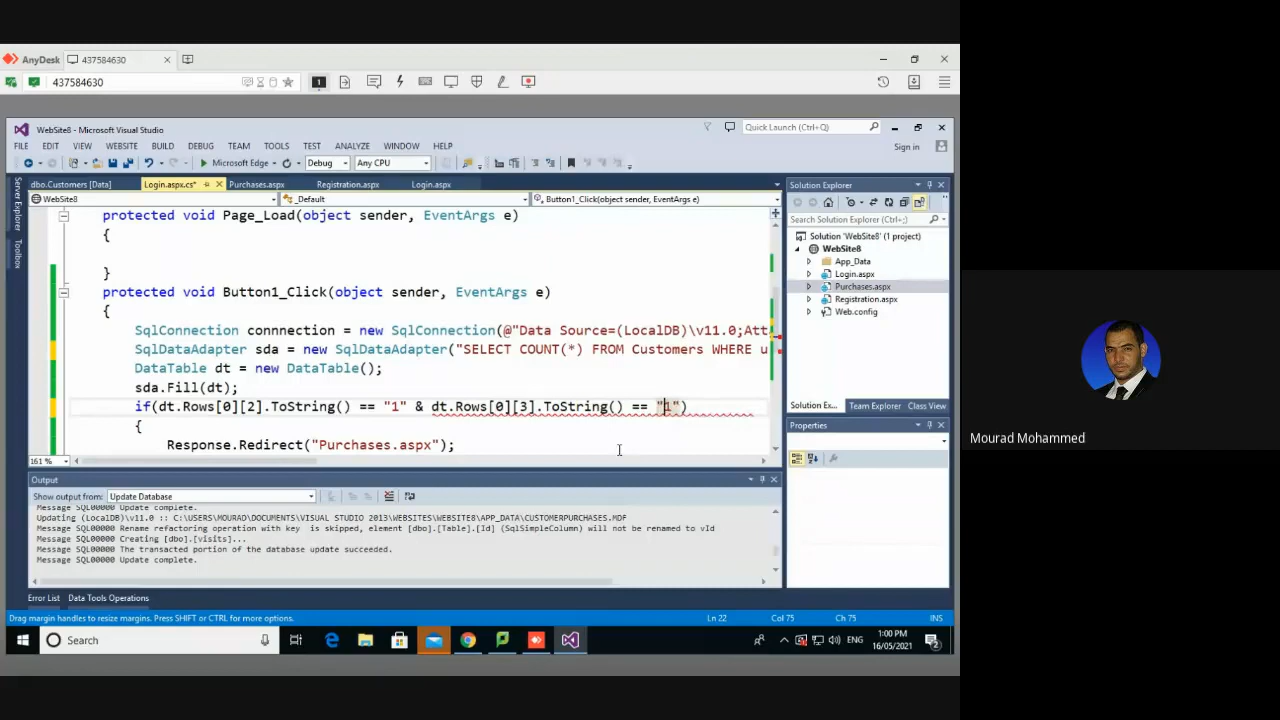 AnyDesk 437584630
437584630
WebSite8 - Microsoft Visual Studio
Quick Launch (Ctrl+Q)
FILE EDIT VIEW WEBSITE BUILD DEBUG TEAM TOOLS TEST ANALYZE WINDOW HELP
Sign in
Microsoft Edge Debug Any CPU
Server Explorer
Toolbox
dbo.Customers [Data] Login.aspx.cs* Purchases.aspx Registration.aspx Login.aspx
WebSite8 _Default Button1_Click(object sender, EventArgs e)
protected void Page_Load(object sender, EventArgs e)
{
}
protected void Button1_Click(object sender, EventArgs e)
{
SqlConnection connnection = new SqlConnection(@"Data Source=(LocalDB)\v11.0;Att
SqlDataAdapter sda = new SqlDataAdapter("SELECT COUNT(*) FROM Customers WHERE u
DataTable dt = new DataTable();
sda.Fill(dt);
if(dt.Rows[0][2].ToString() == "1" & dt.Rows[0][3].ToString() == "1")
{
Response.Redirect("Purchases.aspx");
161 %
Solution Explorer
Search Solution Explorer (Ctrl+;)
Solution 'WebSite8' (1 project)
WebSite8
App_Data
Login.aspx
Purchases.aspx
Registration.aspx
Web.config
Solution Ex... Team Explorer Class View
Properties
Output
Show output from: Update Database
Message SQL00000 Update complete.
Updating (LocalDB)\v11.0 :: C:\USERS\MOURAD\DOCUMENTS\VISUAL STUDIO 2013\WEBSITES\WEBSITE8\APP_DATA\CUSTOMERPURCHASES.MDF
Message SQL00000 Rename refactoring operation with key  is skipped, element [dbo].[Table].[Id] (SqlSimpleColumn) will not be renamed to vId
Message SQL00000 Creating [dbo].[visits]...
Message SQL00000 The transacted portion of the database update succeeded.
Message SQL00000 Update complete.
Error List Data Tools Operations
Drag margin handles to resize margins. Press SHIFT or CTRL for more options.
Ln 22 Col 75 Ch 75 INS
Search
ENG
1:00 PM
16/05/2021
2
Mourad Mohammed